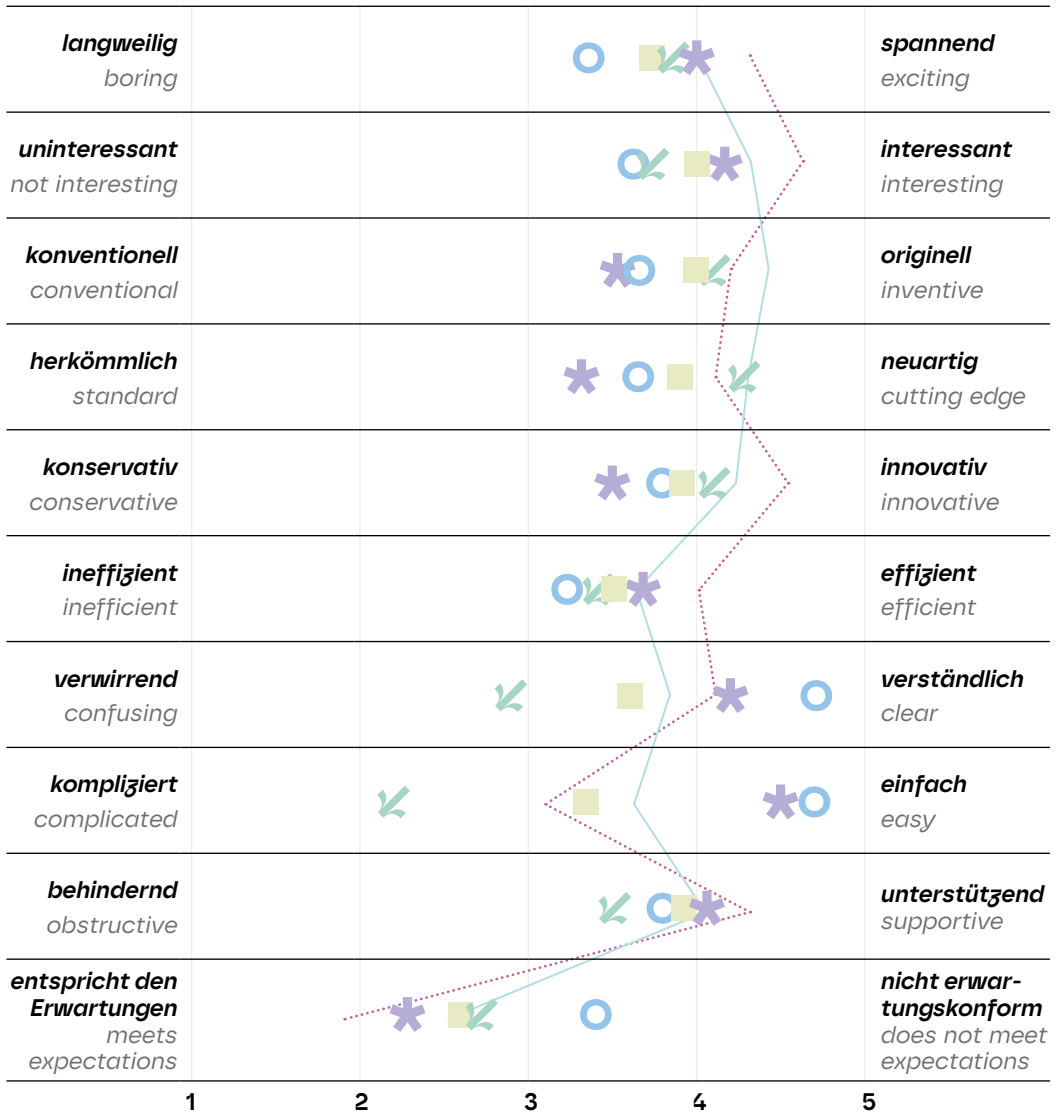 langweilig
boring
spannend
exciting
uninteressant
not interesting
interessant
interesting
konventionell
conventional
originell
inventive
herkömmlich
standard
neuartig
cutting edge
konservativ
conservative
innovativ
innovative
ineffizient
inefficient
effizient
efficient
verwirrend
confusing
verständlich
clear
kompliziert
complicated
einfach
easy
behindernd
obstructive
unterstützend
supportive
entspricht den
Erwartungen
meets
expectations
nicht erwar-
tungskonform
does not meet
expectations
1 2 3 4 5